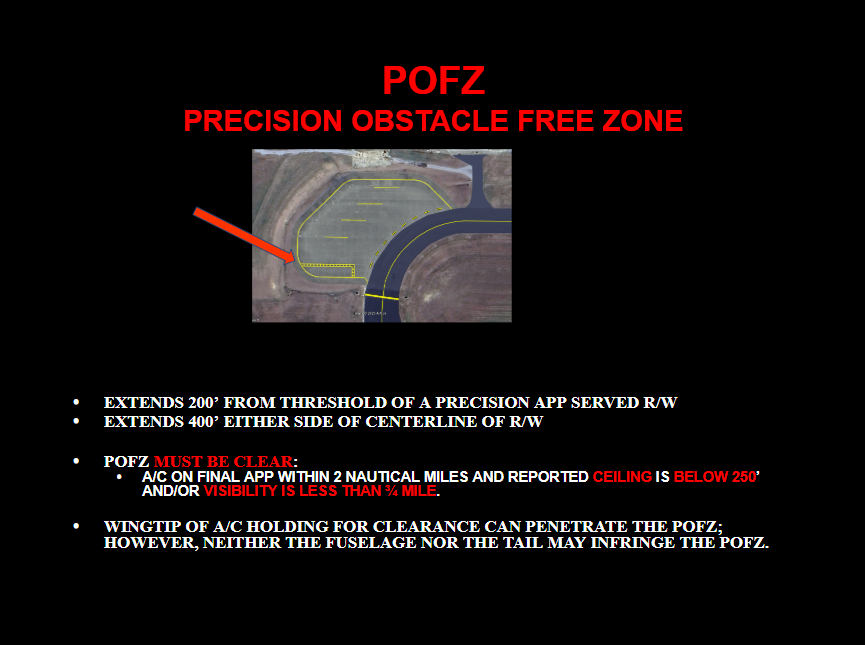 POFZ
PRECISION OBSTACLE FREE ZONE
• EXTENDS 200’ FROM THRESHOLD OF A PRECISION APP SERVED R/W
• EXTENDS 400’ EITHER SIDE OF CENTERLINE OF R/W
• POFZ MUST BE CLEAR:
• A/C ON FINAL APP WITHIN 2 NAUTICAL MILES AND REPORTED CEILING IS BELOW 250’
AND/OR VISIBILITY IS LESS THAN ¾ MILE.
• WINGTIP OF A/C HOLDING FOR CLEARANCE CAN PENETRATE THE POFZ;
HOWEVER, NEITHER THE FUSELAGE NOR THE TAIL MAY INFRINGE THE POFZ.